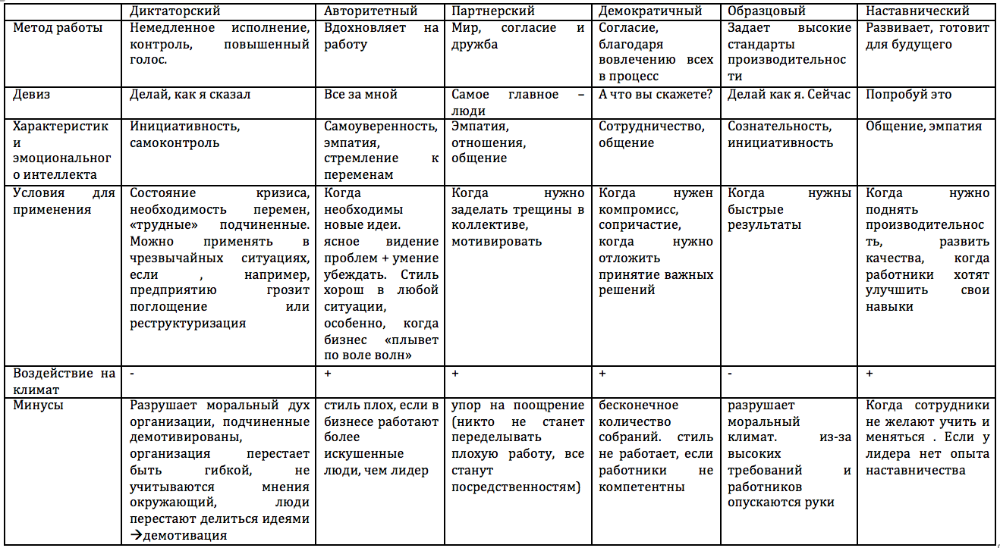 Диктаторский
Авторитетный
Партнерский
Демократичный
Образцовый
Наставнический
Метод работы
Немедленное исполнение,
контроль, повышенный
голос.
Вдохновляет на
работу
Мир, согласие и
дружба
Согласие,
благодаря
вовлечению всех
в процесс
Задает высокие
стандарты
производительнос
ти
Развивает, готовит
для будущего
Девиз
Делай, как я сказал
Все за мной
Самое главное –
люди
А что вы скажете?
Делай как я. Сейчас
Попробуй это
Характеристик
и
эмоциональног
о интеллекта
Инициативность,
самоконтроль
Самоуверенность,
эмпатия,
стремление к
переменам
Эмпатия,
отношения,
общение
Сотрудничество,
общение
Сознательность,
инициативность
Общение, эмпатия
Условия для
применения
Состояние кризиса,
необходимость перемен,
«трудные» подчиненные.
Можно применять в
чрезвычайных ситуациях,
если , например,
предприятию грозит
поглощение или
реструктуризация
Когда
необходимы
новые идеи.
ясное видение
проблем + умение
убеждать. Стиль
хорош в любой
ситуации,
особенно, когда
бизнес «плывет
по воле волн»
Когда нужно
заделать трещины в
коллективе,
мотивировать
Когда нужен
компромисс,
сопричастие,
когда нужно
отложить
принятие важных
решений
Когда нужны
быстрые
результаты
Когда нужно
поднять
производительнос
ть, развить
качества, когда
работники хотят
улучшить свои
навыки
Воздействие на
климат
-
+
+
+
-
+
Минусы
Разрушает моральный дух
организации, подчиненные
демотивированы,
организация перестает
быть гибкой, не
учитываются мнения
окружающий, люди
перестают делиться идеями
→демотивация
стиль плох, если в
бизнесе работают
более
искушенные
люди, чем лидер
упор на поощрение
(никто не станет
переделывать
плохую работу, все
станут
посредственностям)
бесконечное
количество
собраний. стиль
не работает, если
работники не
компетентны
разрушает
моральный
климат. из-за
высоких
требований и
работников
опускаются руки
Когда сотрудники
не желают учить и
меняться . Если у
лидера нет опыта
наставничества